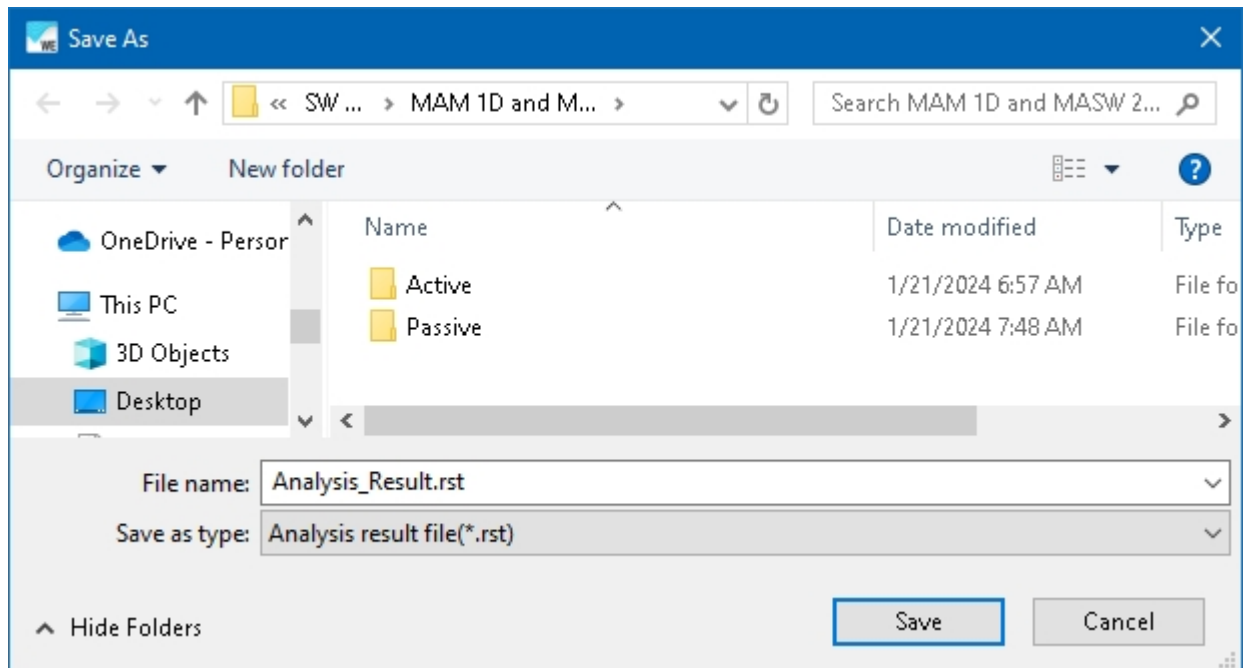 WE Save As
« SW ... > MAM 1D and M... > Search MAM 1D and MASW 2...
Organize New folder ?
OneDrive - Person
This PC
3D Objects
Desktop
Name Date modified Type
Active 1/21/2024 6:57 AM File fo
Passive 1/21/2024 7:48 AM File fo
File name: Analysis_Result.rst
Save as type: Analysis result file(*.rst)
Hide Folders Save Cancel